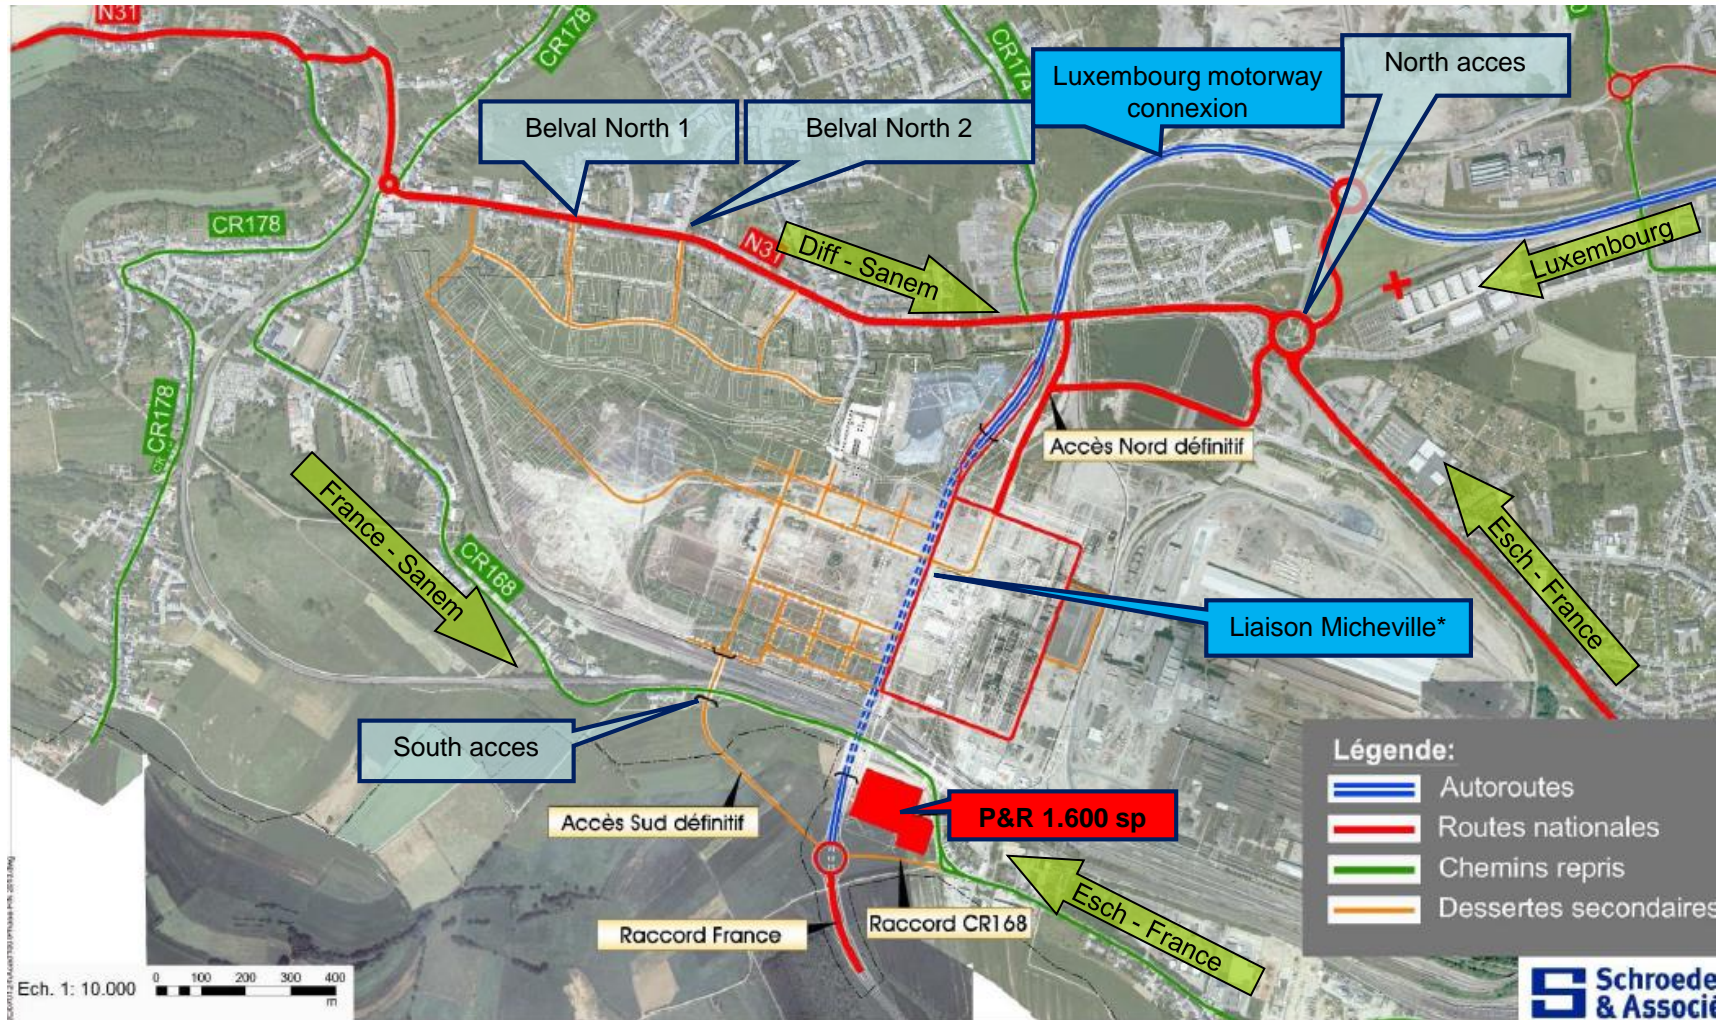 N31
CR178
CR174
Luxembourg motorway
connexion
North acces
Belval North 1
Belval North 2
CR178
N31
Diff - Sanem
Luxembourg
CR178
Accès Nord définitif
France - Sanem
CR168
Esch - France
Liaison Micheville*
South acces
Légende:
Autoroutes
Routes nationales
Chemins repris
Dessertes secondaires
P&R 1.600 sp
Accès Sud définitif
Raccord France
Raccord CR168
Esch - France
Ech. 1: 10.000
0 100 200 300 400
m
Schroede
& Associé